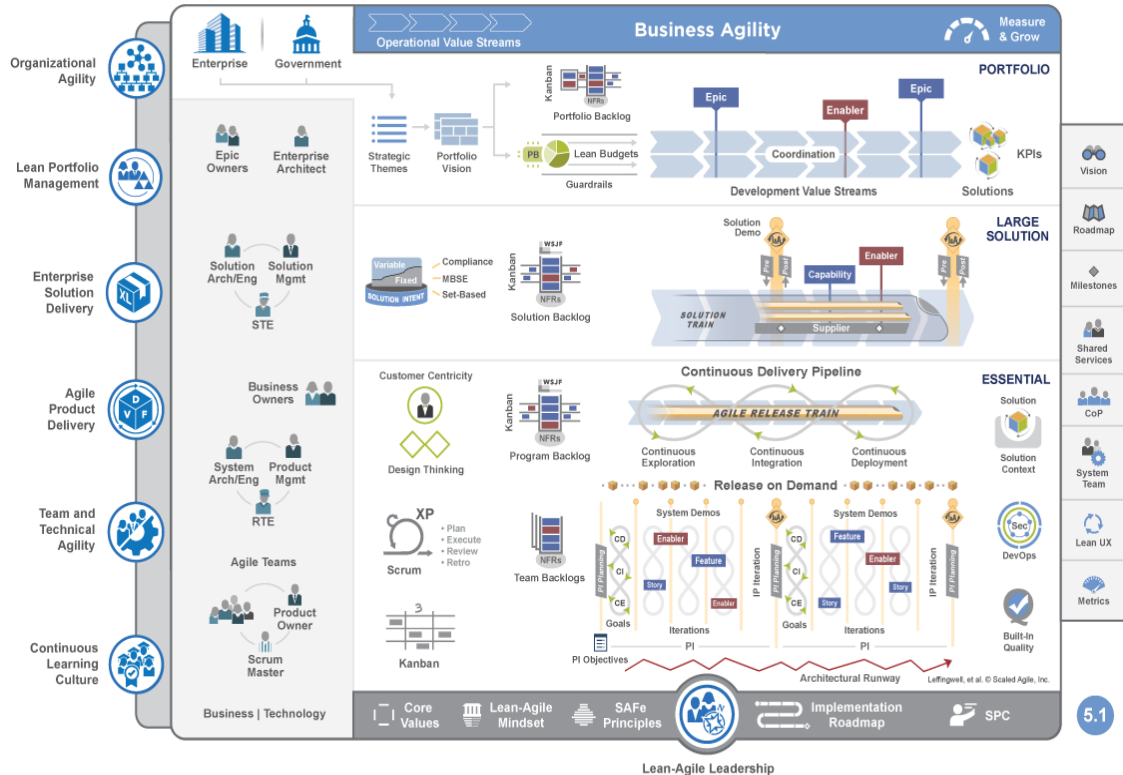 Organizational
Agility
Lean Portfolio
Management
Enterprise
Solution
Delivery
Agile
Product
Delivery
Team and
Technical
Agility
Continuous
Learning
Culture
XL
D
V
F
Enterprise
Government
Operational Value Streams
Business Agility
Measure
& Grow
Epic
Owners
Enterprise
Architect
Solution
Arch/Eng
Solution
Mgmt
STE
Business
Owners
System
Arch/Eng
Product
Mgmt
RTE
Agile Teams
Product
Owner
Scrum
Master
Business | Technology
PORTFOLIO
Strategic
Themes
Portfolio
Vision
Kanban
NFRs
Portfolio Backlog
PB
Lean Budgets
Guardrails
Epic
Enabler
Epic
Coordination
Development Value Streams
KPIs
Solutions
LARGE
SOLUTION
Variable
Fixed
SOLUTION INTENT
Compliance
MBSE
Set-Based
WSJF
Kanban
NFRs
Solution Backlog
Solution
Demo
I&A
Pre
Post
Capability
Enabler
I&A
Pre
Post
SOLUTION
TRAIN
Supplier
ESSENTIAL
Customer Centricity
Design Thinking
WSJF
Kanban
NFRs
Program Backlog
Continuous Delivery Pipeline
AGILE RELEASE TRAIN
Continuous
Exploration
Continuous
Integration
Continuous
Deployment
Solution
Solution
Context
Release on Demand
XP
• Plan
• Execute
• Review
• Retro
Scrum
NFRs
Team Backlogs
3
Kanban
System Demos
System Demos
I&A
I&A
PI Planning
CD
CI
CE
Goals
Enabler
Feature
Story
Enabler
Iterations
IP Iteration
PI Planning
CD
CI
CE
Goals
Feature
Enabler
Story
Story
Iterations
IP Iteration
PI Planning
PI
PI
PI Objectives
Architectural Runway
Sec
DevOps
Built-In
Quality
Leffingwell, et al. © Scaled Agile, Inc.
Vision
Roadmap
Milestones
Shared
Services
CoP
System
Team
Lean UX
Metrics
Core
Values
Lean-Agile
Mindset
SAFe
Principles
N
Implementation
Roadmap
SPC
5.1
Lean-Agile Leadership